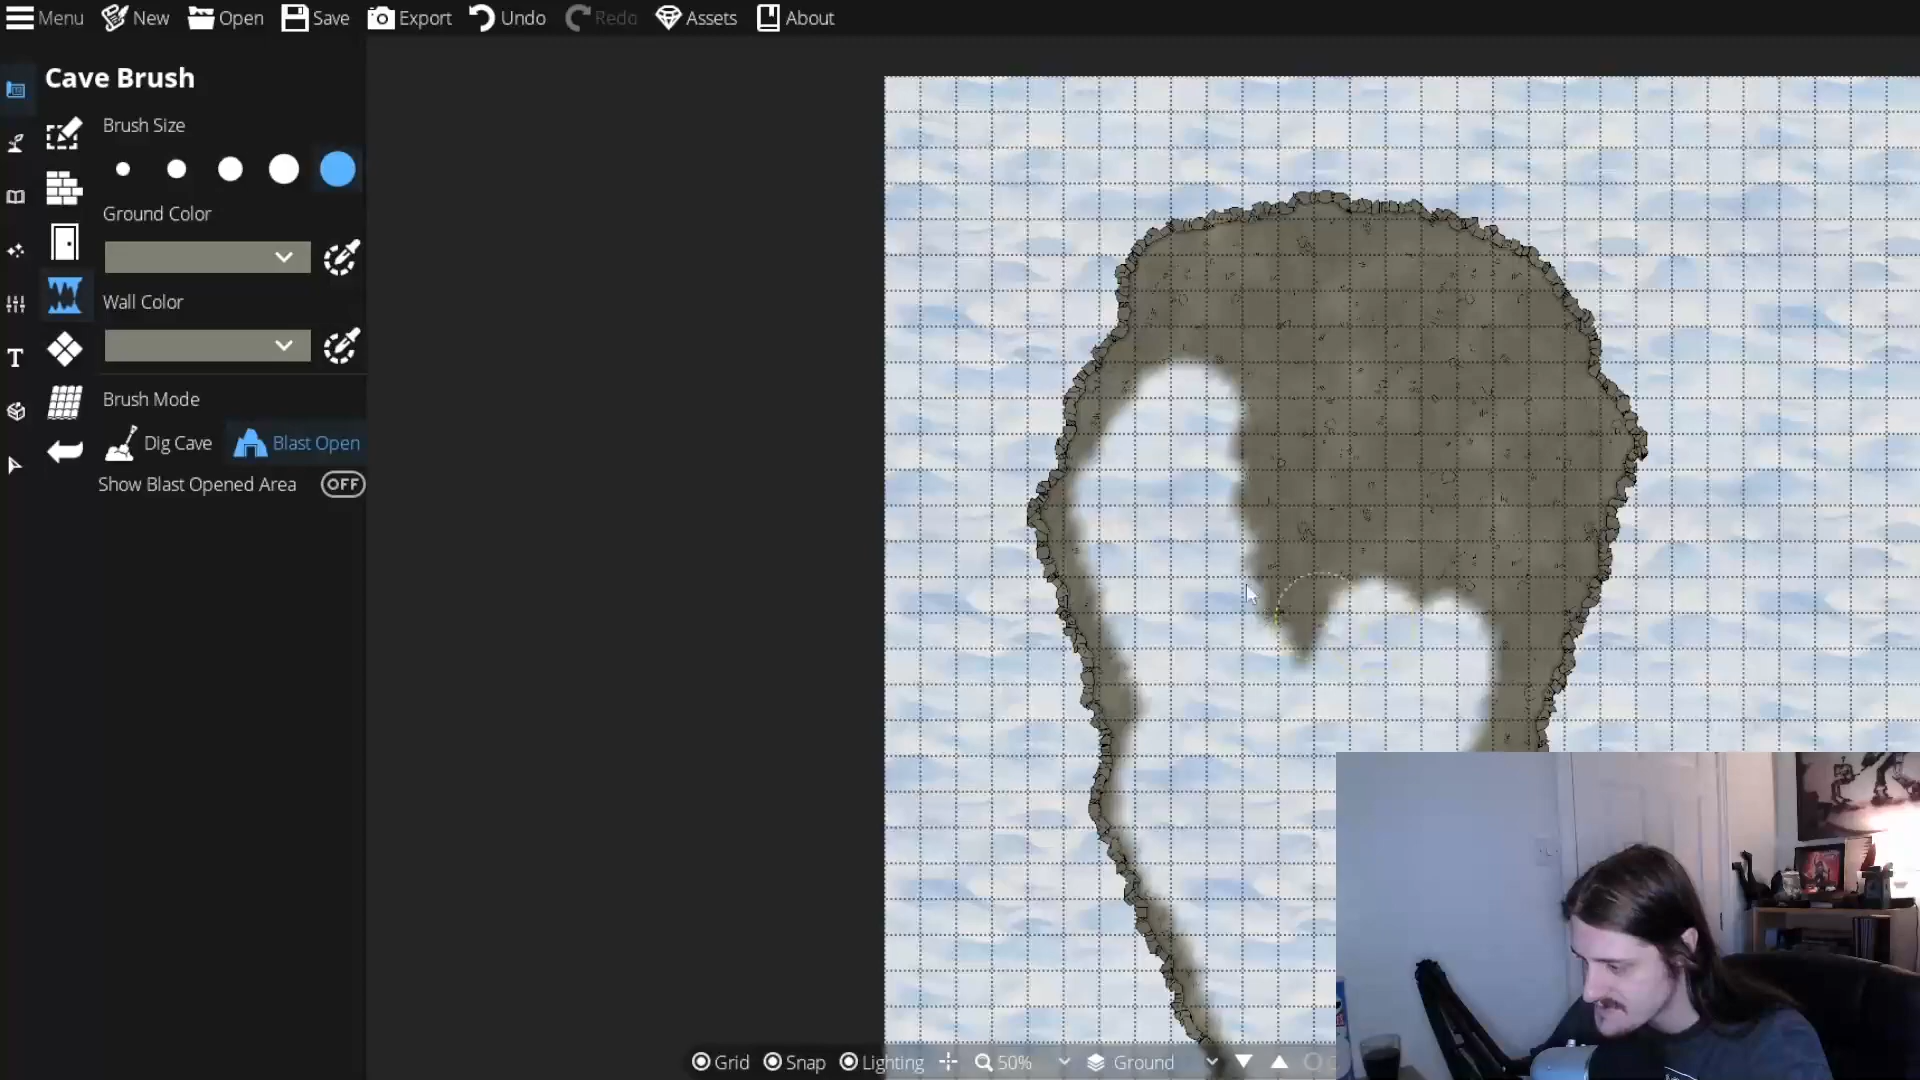 Menu New Open Save Export Undo Redo Assets About
Cave Brush
Brush Size
Ground Color
Wall Color
T
Brush Mode
Dig Cave Blast Open
Show Blast Opened Area OFF
Grid Snap Lighting 50% Ground